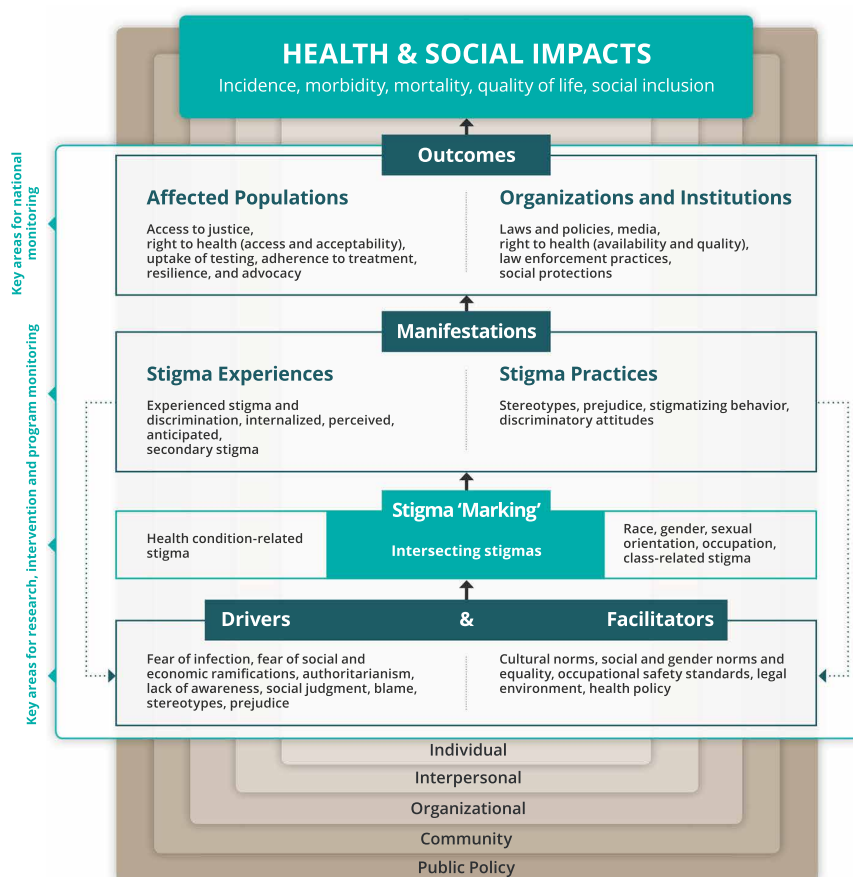 HEALTH & SOCIAL IMPACTS
Incidence, morbidity, mortality, quality of life, social inclusion
Key areas for national
monitoring
Outcomes
Affected Populations
Access to justice,
right to health (access and acceptability),
uptake of testing, adherence to treatment,
resilience, and advocacy
Organizations and Institutions
Laws and policies, media,
right to health (availability and quality),
law enforcement practices,
social protections
Key areas for research, intervention and program monitoring
Manifestations
Stigma Experiences
Experienced stigma and
discrimination, internalized, perceived,
anticipated,
secondary stigma
Stigma Practices
Stereotypes, prejudice, stigmatizing behavior,
discriminatory attitudes
Stigma ‘Marking’
Health condition-related
stigma
Intersecting stigmas
Race, gender, sexual
orientation, occupation,
class-related stigma
Drivers & Facilitators
Fear of infection, fear of social and
economic ramifications, authoritarianism,
lack of awareness, social judgment, blame,
stereotypes, prejudice
Cultural norms, social and gender norms and
equality, occupational safety standards, legal
environment, health policy
Individual
Interpersonal
Organizational
Community
Public Policy